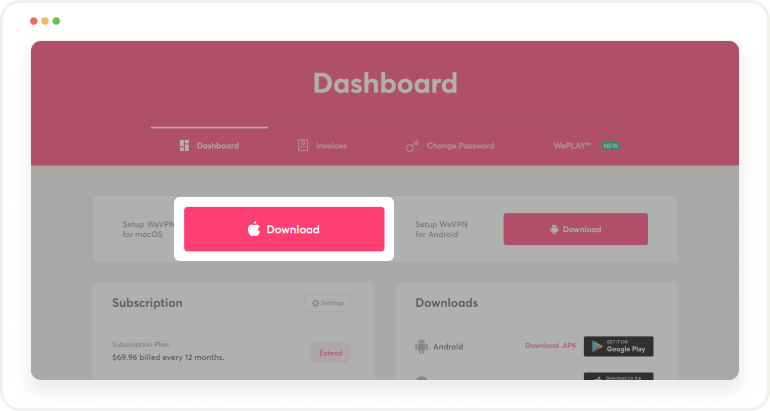 Dashboard
Dashboard
Invoices
Change Password
WePLAY™ NEW
Setup WeVPN
for macOS
Download
Setup WeVPN
for Android
Download
Subscription
Settings
Subscription Plan:
$69.96 billed every 12 months.
Extend
Downloads
Android
Download .APK
GET IT ON
Google Play
Download on the